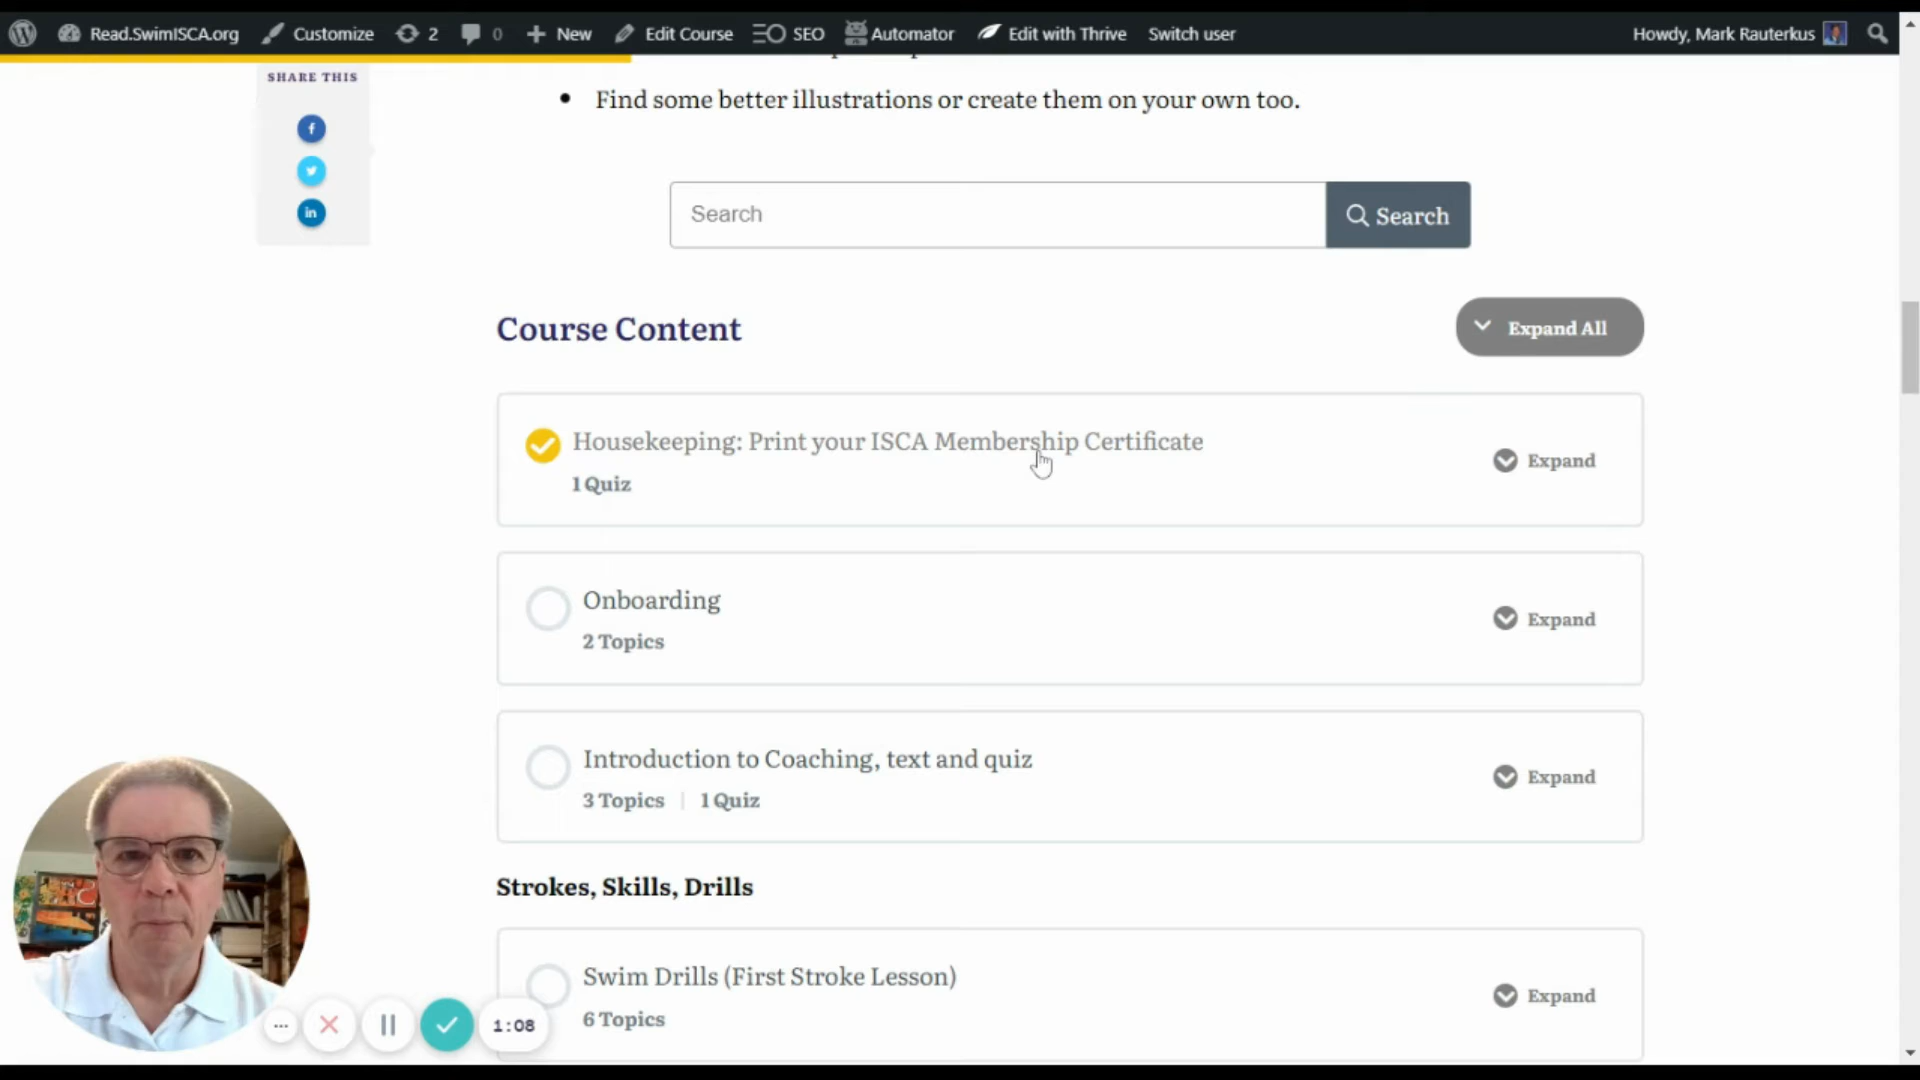 Read.SwimISCA.org Customize 2 0 New Edit Course SEO Automator Edit with Thrive Switch user Howdy, Mark Rauterkus
SHARE THIS
• Find some better illustrations or create them on your own too.
Search
Search
Course Content
Expand All
Housekeeping: Print your ISCA Membership Certificate
1 Quiz
Expand
Onboarding
2 Topics
Expand
Introduction to Coaching, text and quiz
3 Topics | 1 Quiz
Expand
Strokes, Skills, Drills
Swim Drills (First Stroke Lesson)
6 Topics
Expand
1:08